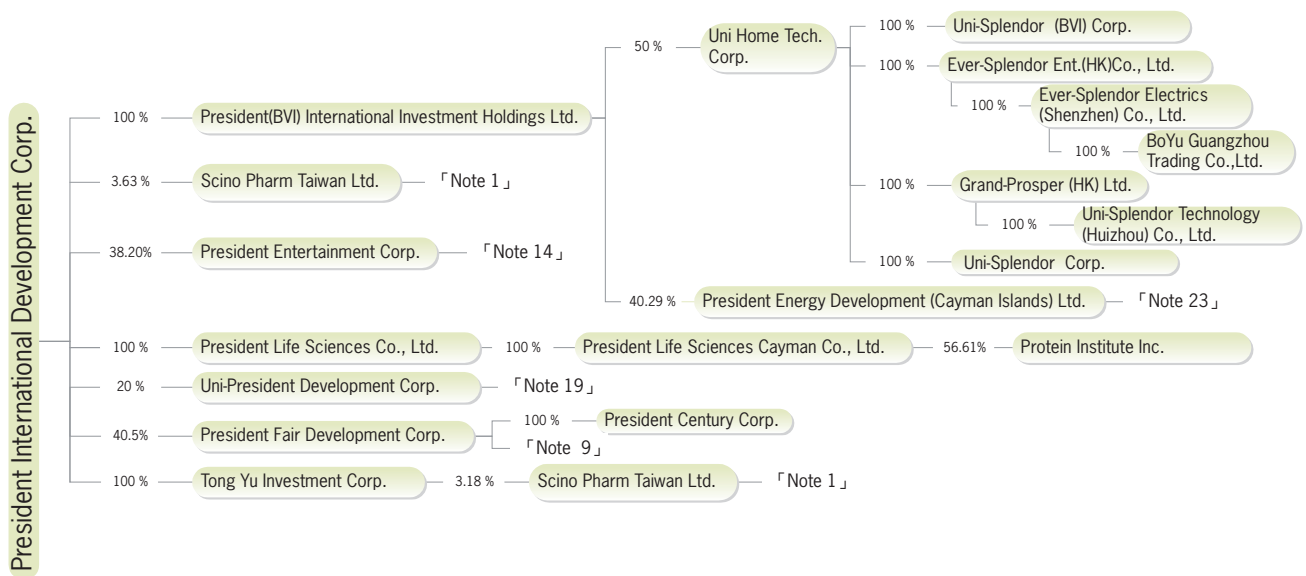 President International Development Corp.
100 %
President(BVI) International Investment Holdings Ltd.
50 %
Uni Home Tech.
Corp.
100 %
Uni-Splendor (BVI) Corp.
100 %
Ever-Splendor Ent.(HK)Co., Ltd.
100 %
Ever-Splendor Electrics
(Shenzhen) Co., Ltd.
100 %
BoYu Guangzhou
Trading Co.,Ltd.
100 %
Grand-Prosper (HK) Ltd.
100 %
Uni-Splendor Technology
(Huizhou) Co., Ltd.
100 %
Uni-Splendor Corp.
40.29 %
President Energy Development (Cayman Islands) Ltd.
「Note 23」
3.63 %
Scino Pharm Taiwan Ltd.
「Note 1」
38.20%
President Entertainment Corp.
「Note 14」
100 %
President Life Sciences Co., Ltd.
100 %
President Life Sciences Cayman Co., Ltd.
56.61%
Protein Institute Inc.
20 %
Uni-President Development Corp.
「Note 19」
40.5%
President Fair Development Corp.
100 %
President Century Corp.
「Note 9」
100 %
Tong Yu Investment Corp.
3.18 %
Scino Pharm Taiwan Ltd.
「Note 1」